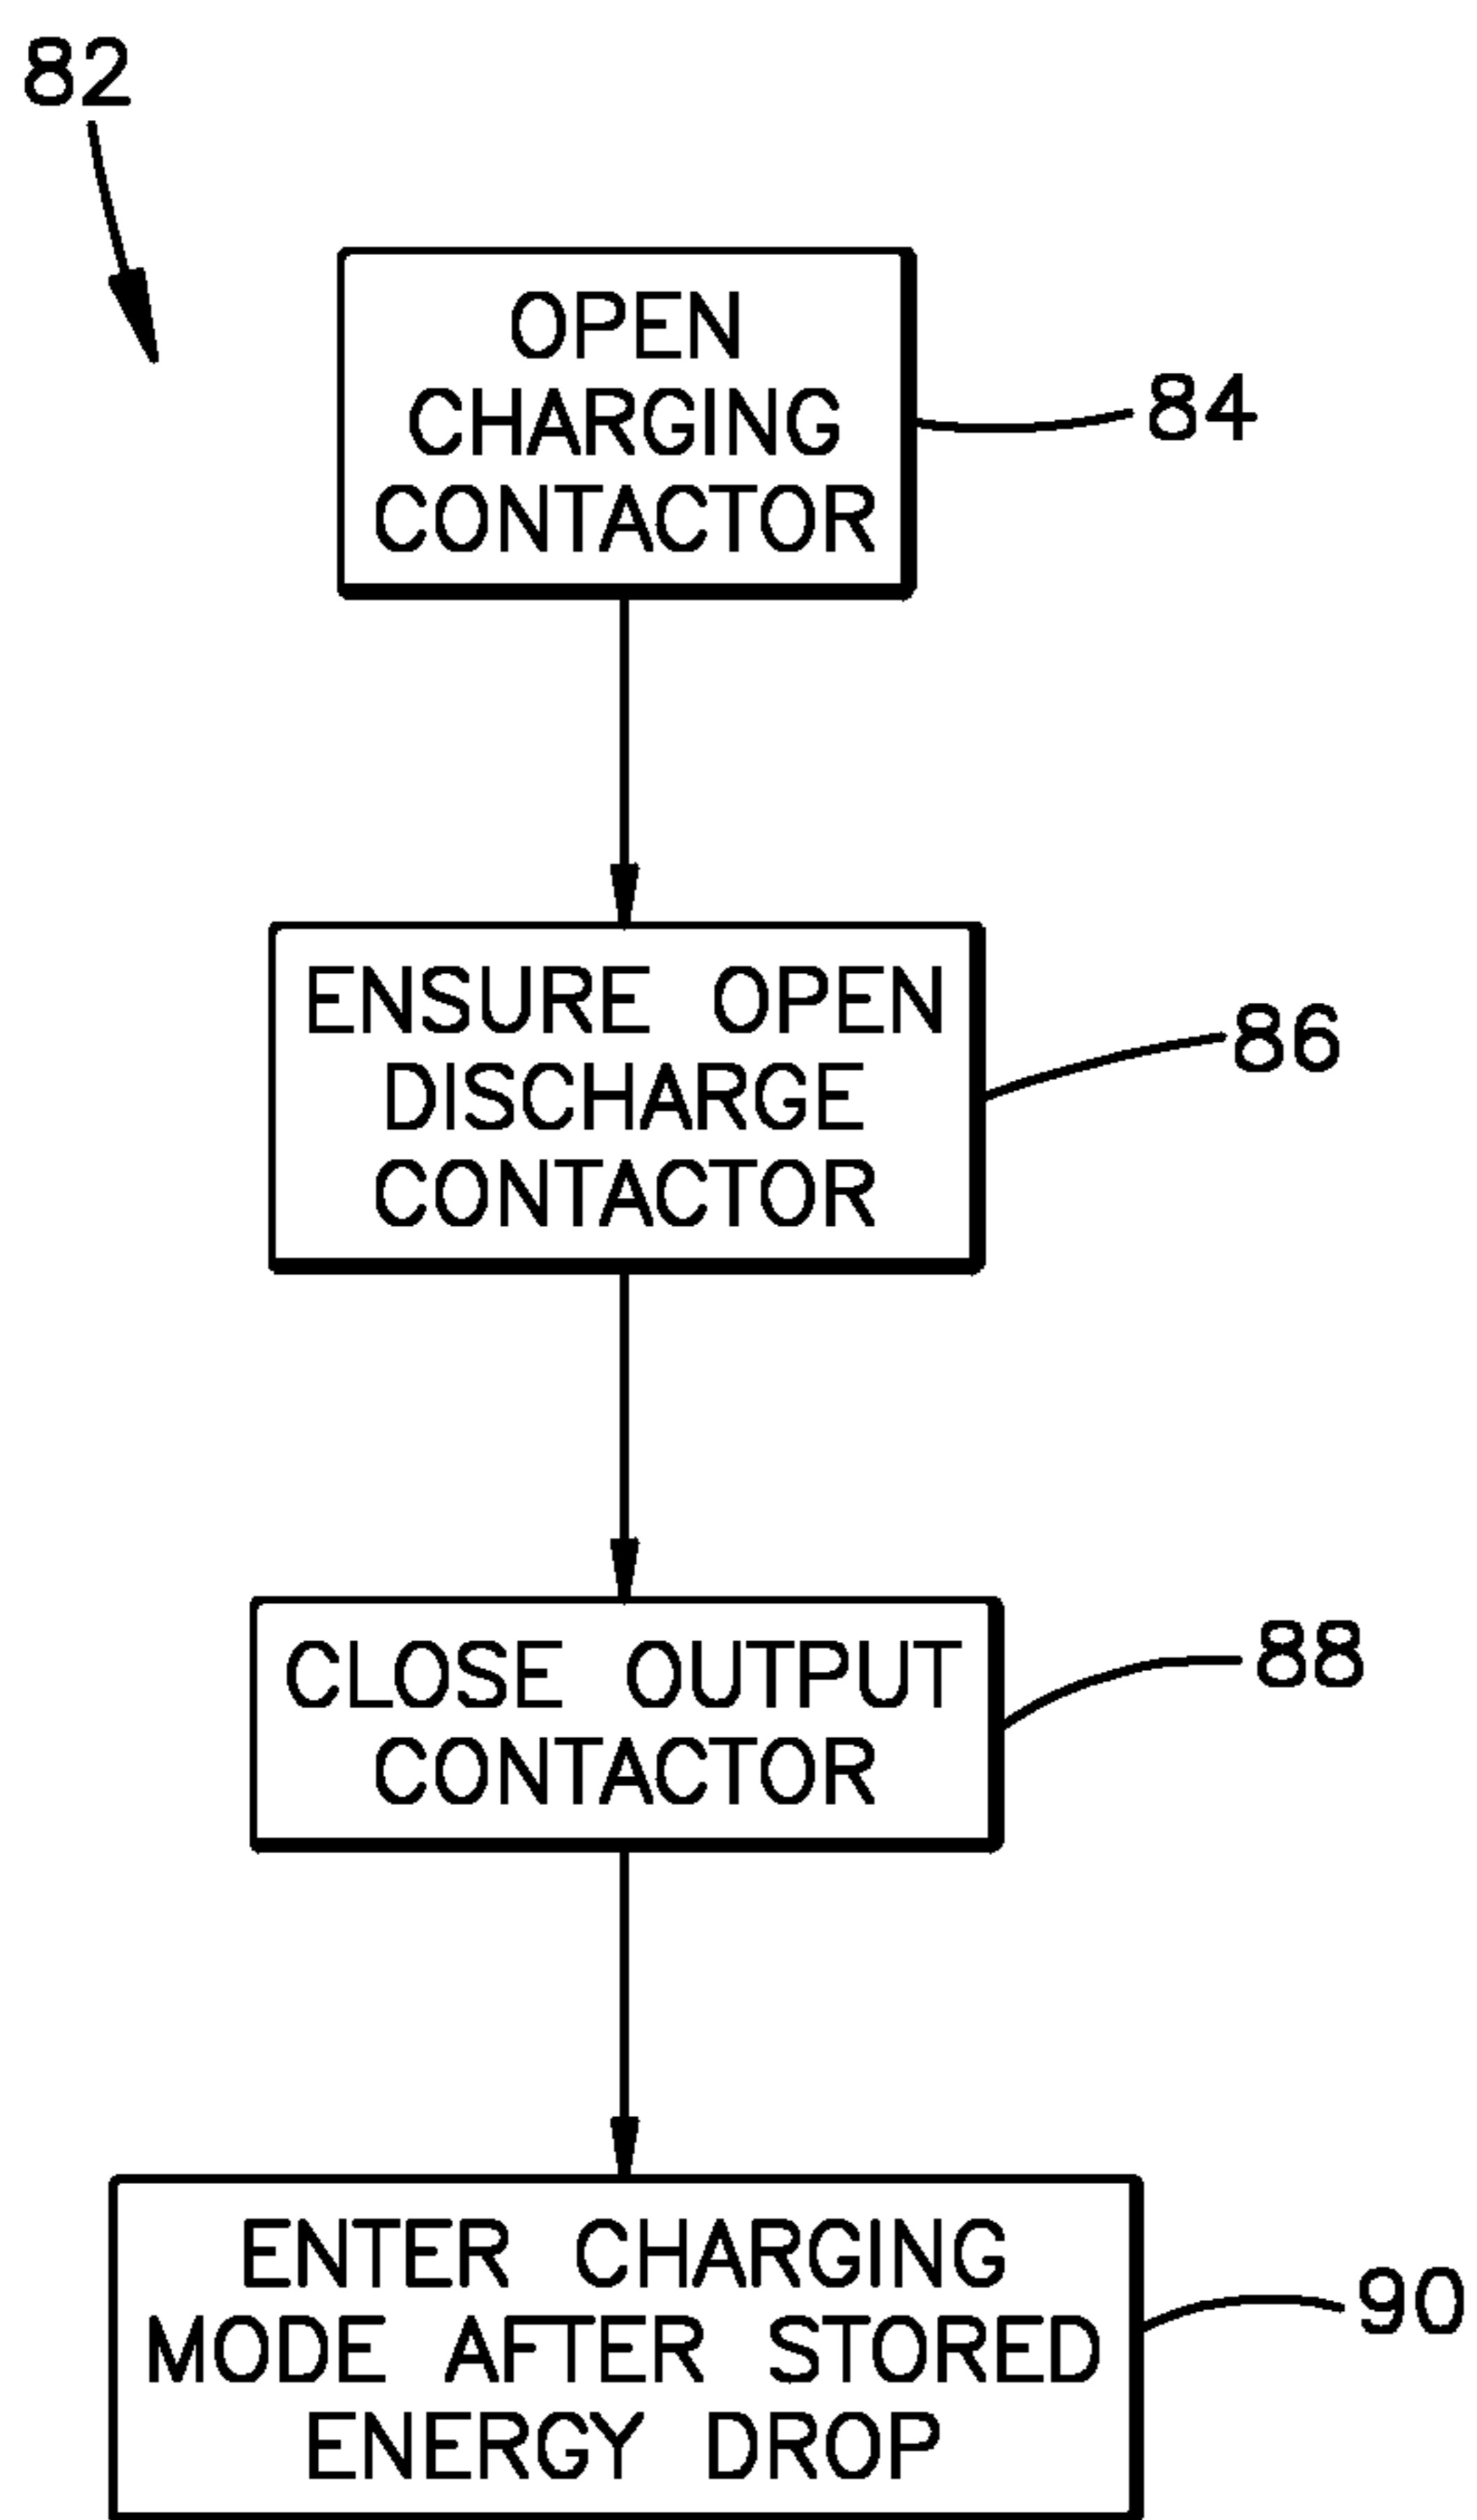 82
OPEN
CHARGING
CONTACTOR
84
ENSURE OPEN
DISCHARGE
CONTACTOR
86
CLOSE OUTPUT
CONTACTOR
88
ENTER CHARGING
MODE AFTER STORED
ENERGY DROP
90